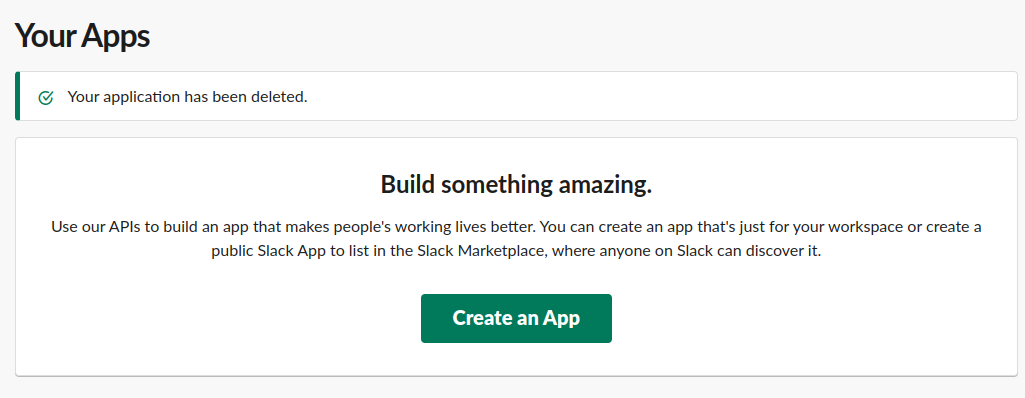 Your Apps
Your application has been deleted.
Build something amazing.
Use our APIs to build an app that makes people's working lives better. You can create an app that's just for your workspace or create a
public Slack App to list in the Slack Marketplace, where anyone on Slack can discover it.
Create an App